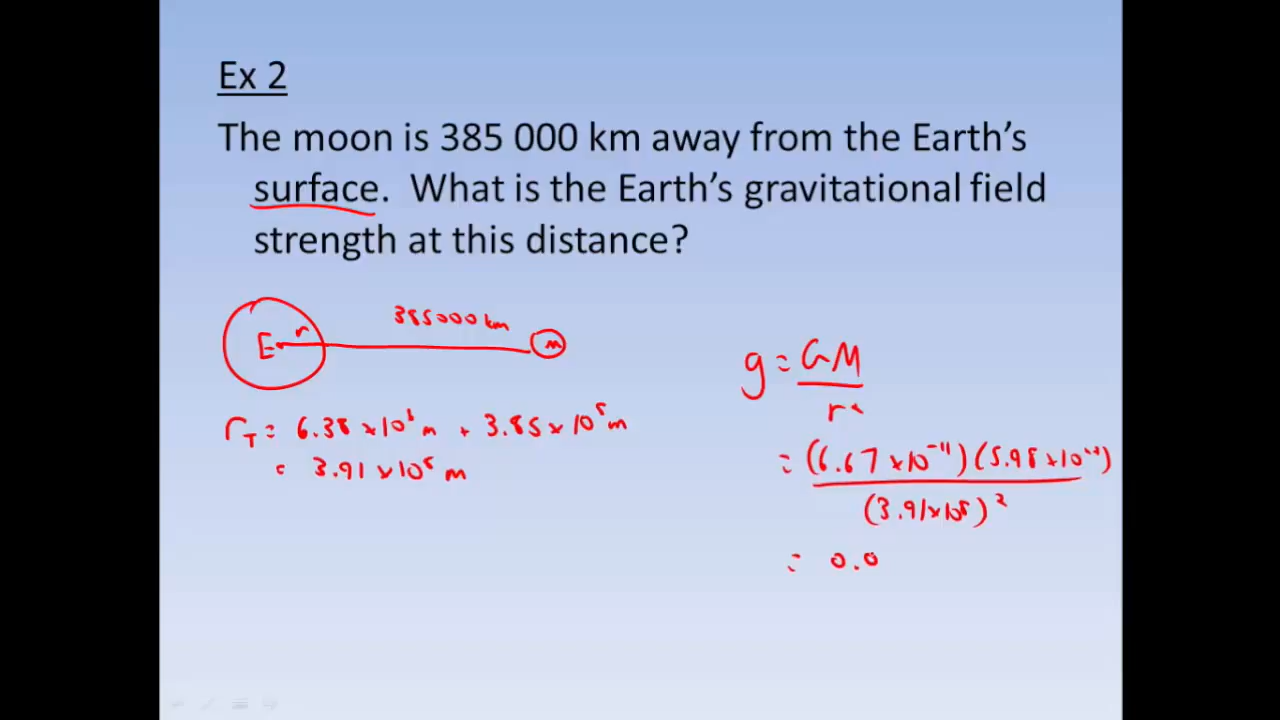 Ex 2
The moon is 385 000 km away from the Earth's
surface. What is the Earth's gravitational field
strength at this distance?
385000 km
E r m
g = GM
r²
r_T = 6.38 × 10⁶ m + 3.85 × 10⁸ m
= 3.91 × 10⁸ m
= (6.67 × 10⁻¹¹) (5.98 × 10²⁴)
(3.91 × 10⁸)²
= 0.0